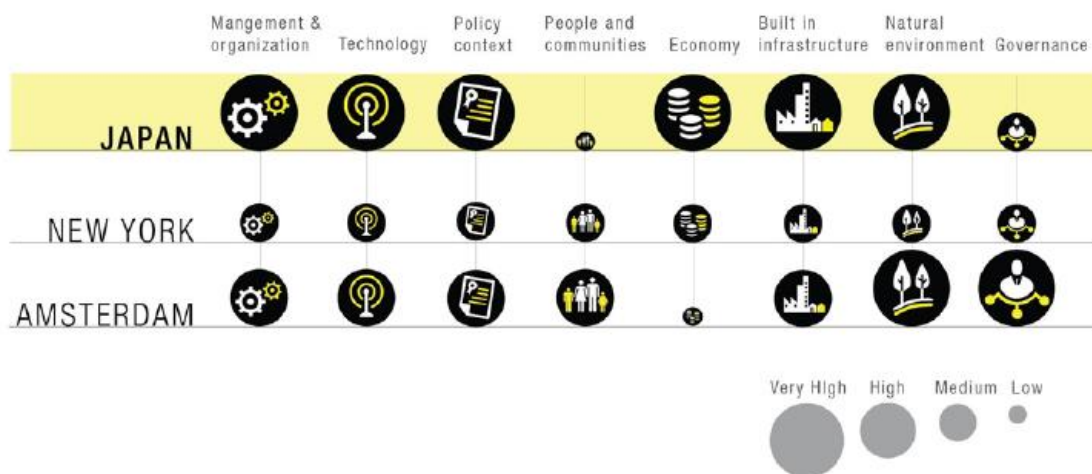 Mangement & organization
Technology
Policy context
People and communities
Economy
Built in infrastructure
Natural environment
Governance
JAPAN
NEW YORK
AMSTERDAM
Very HIgh
High
Medium
Low